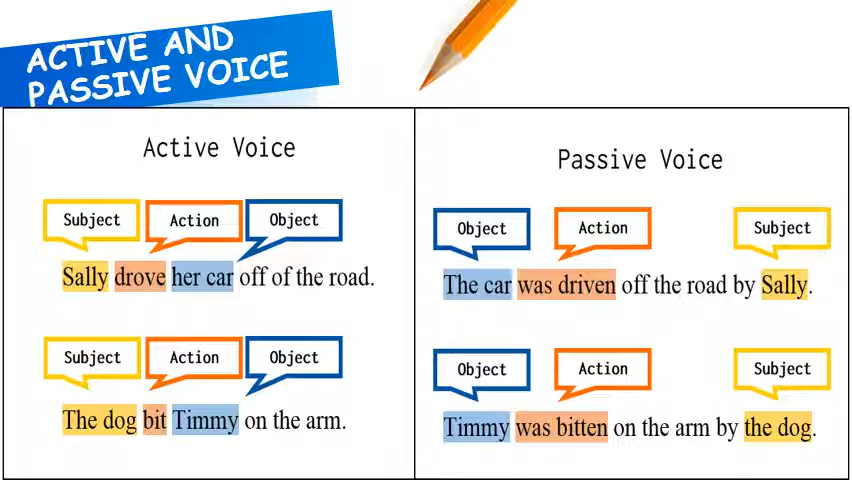 ACTIVE AND
PASSIVE VOICE
Active Voice
Subject Action Object
Sally drove her car off of the road.
Subject Action Object
The dog bit Timmy on the arm.
Passive Voice
Object Action Subject
The car was driven off the road by Sally.
Object Action Subject
Timmy was bitten on the arm by the dog.